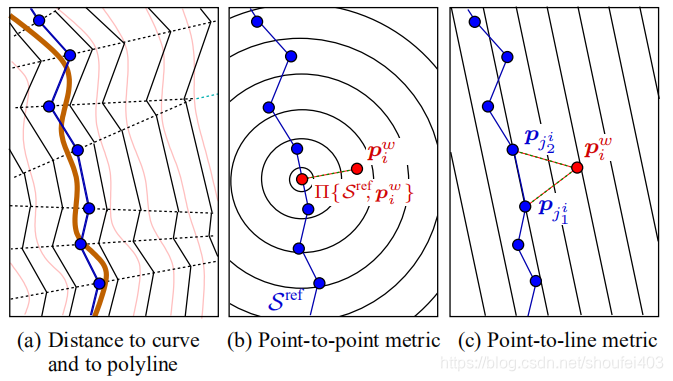 p_i^w
Π{S^ref, p_i^w}
S^ref
p_{j_2^i}
p_i^w
p_{j_1^i}
(a) Distance to curve
and to polyline
(b) Point-to-point metric
(c) Point-to-line metric
https://blog.csdn.net/shoufei403